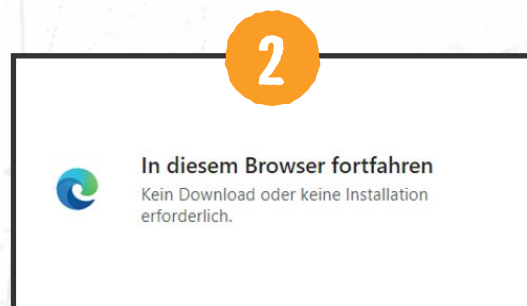 2
In diesem Browser fortfahren
Kein Download oder keine Installation
erforderlich.